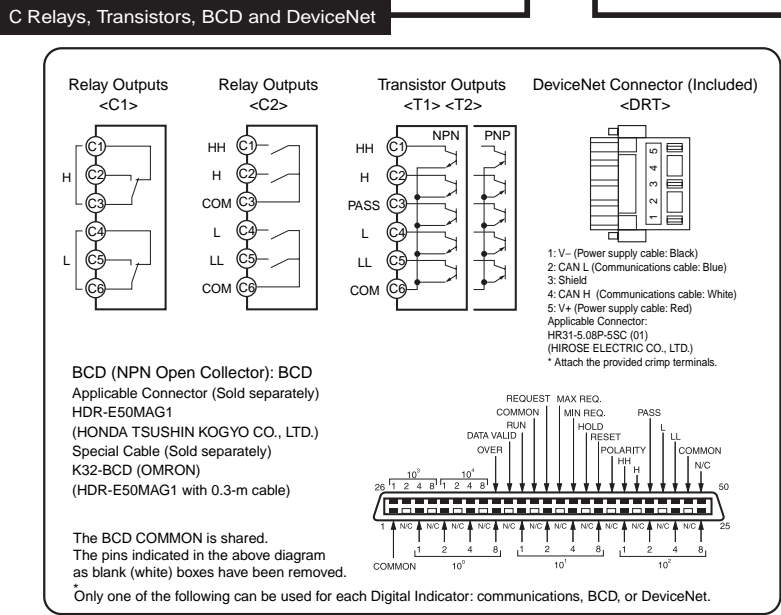 C Relays, Transistors, BCD and DeviceNet
Relay Outputs
<C1>
H
L
C1
C2
C3
C4
C5
C6
Relay Outputs
<C2>
HH
H
COM
L
LL
COM
C1
C2
C3
C4
C5
C6
Transistor Outputs
<T1> <T2>
NPN
PNP
HH
H
PASS
L
LL
COM
C1
C2
C3
C4
C5
C6
DeviceNet Connector (Included)
<DRT>
1 2 3 4 5
1: V– (Power supply cable: Black)
2: CAN L (Communications cable: Blue)
3: Shield
4: CAN H (Communications cable: White)
5: V+ (Power supply cable: Red)
Applicable Connector:
HR31-5.08P-5SC (01)
(HIROSE ELECTRIC CO., LTD.)
* Attach the provided crimp terminals.
BCD (NPN Open Collector): BCD
Applicable Connector (Sold separately)
HDR-E50MAG1
(HONDA TSUSHIN KOGYO CO., LTD.)
Special Cable (Sold separately)
K32-BCD (OMRON)
(HDR-E50MAG1 with 0.3-m cable)
The BCD COMMON is shared.
The pins indicated in the above diagram
as blank (white) boxes have been removed.
REQUEST MAX REQ.
COMMON MIN REQ. PASS
RUN HOLD L
DATA VALID RESET LL
OVER POLARITY COMMON
HH N/C
H
10³ 10⁴
26 1 2 4 8 1 2 4 8 50
1 N/C N/C N/C N/C N/C N/C N/C N/C N/C N/C N/C N/C 25
1 2 4 8 1 2 4 8 1 2 4 8
COMMON 10⁰ 10¹ 10²
*Only one of the following can be used for each Digital Indicator: communications, BCD, or DeviceNet.